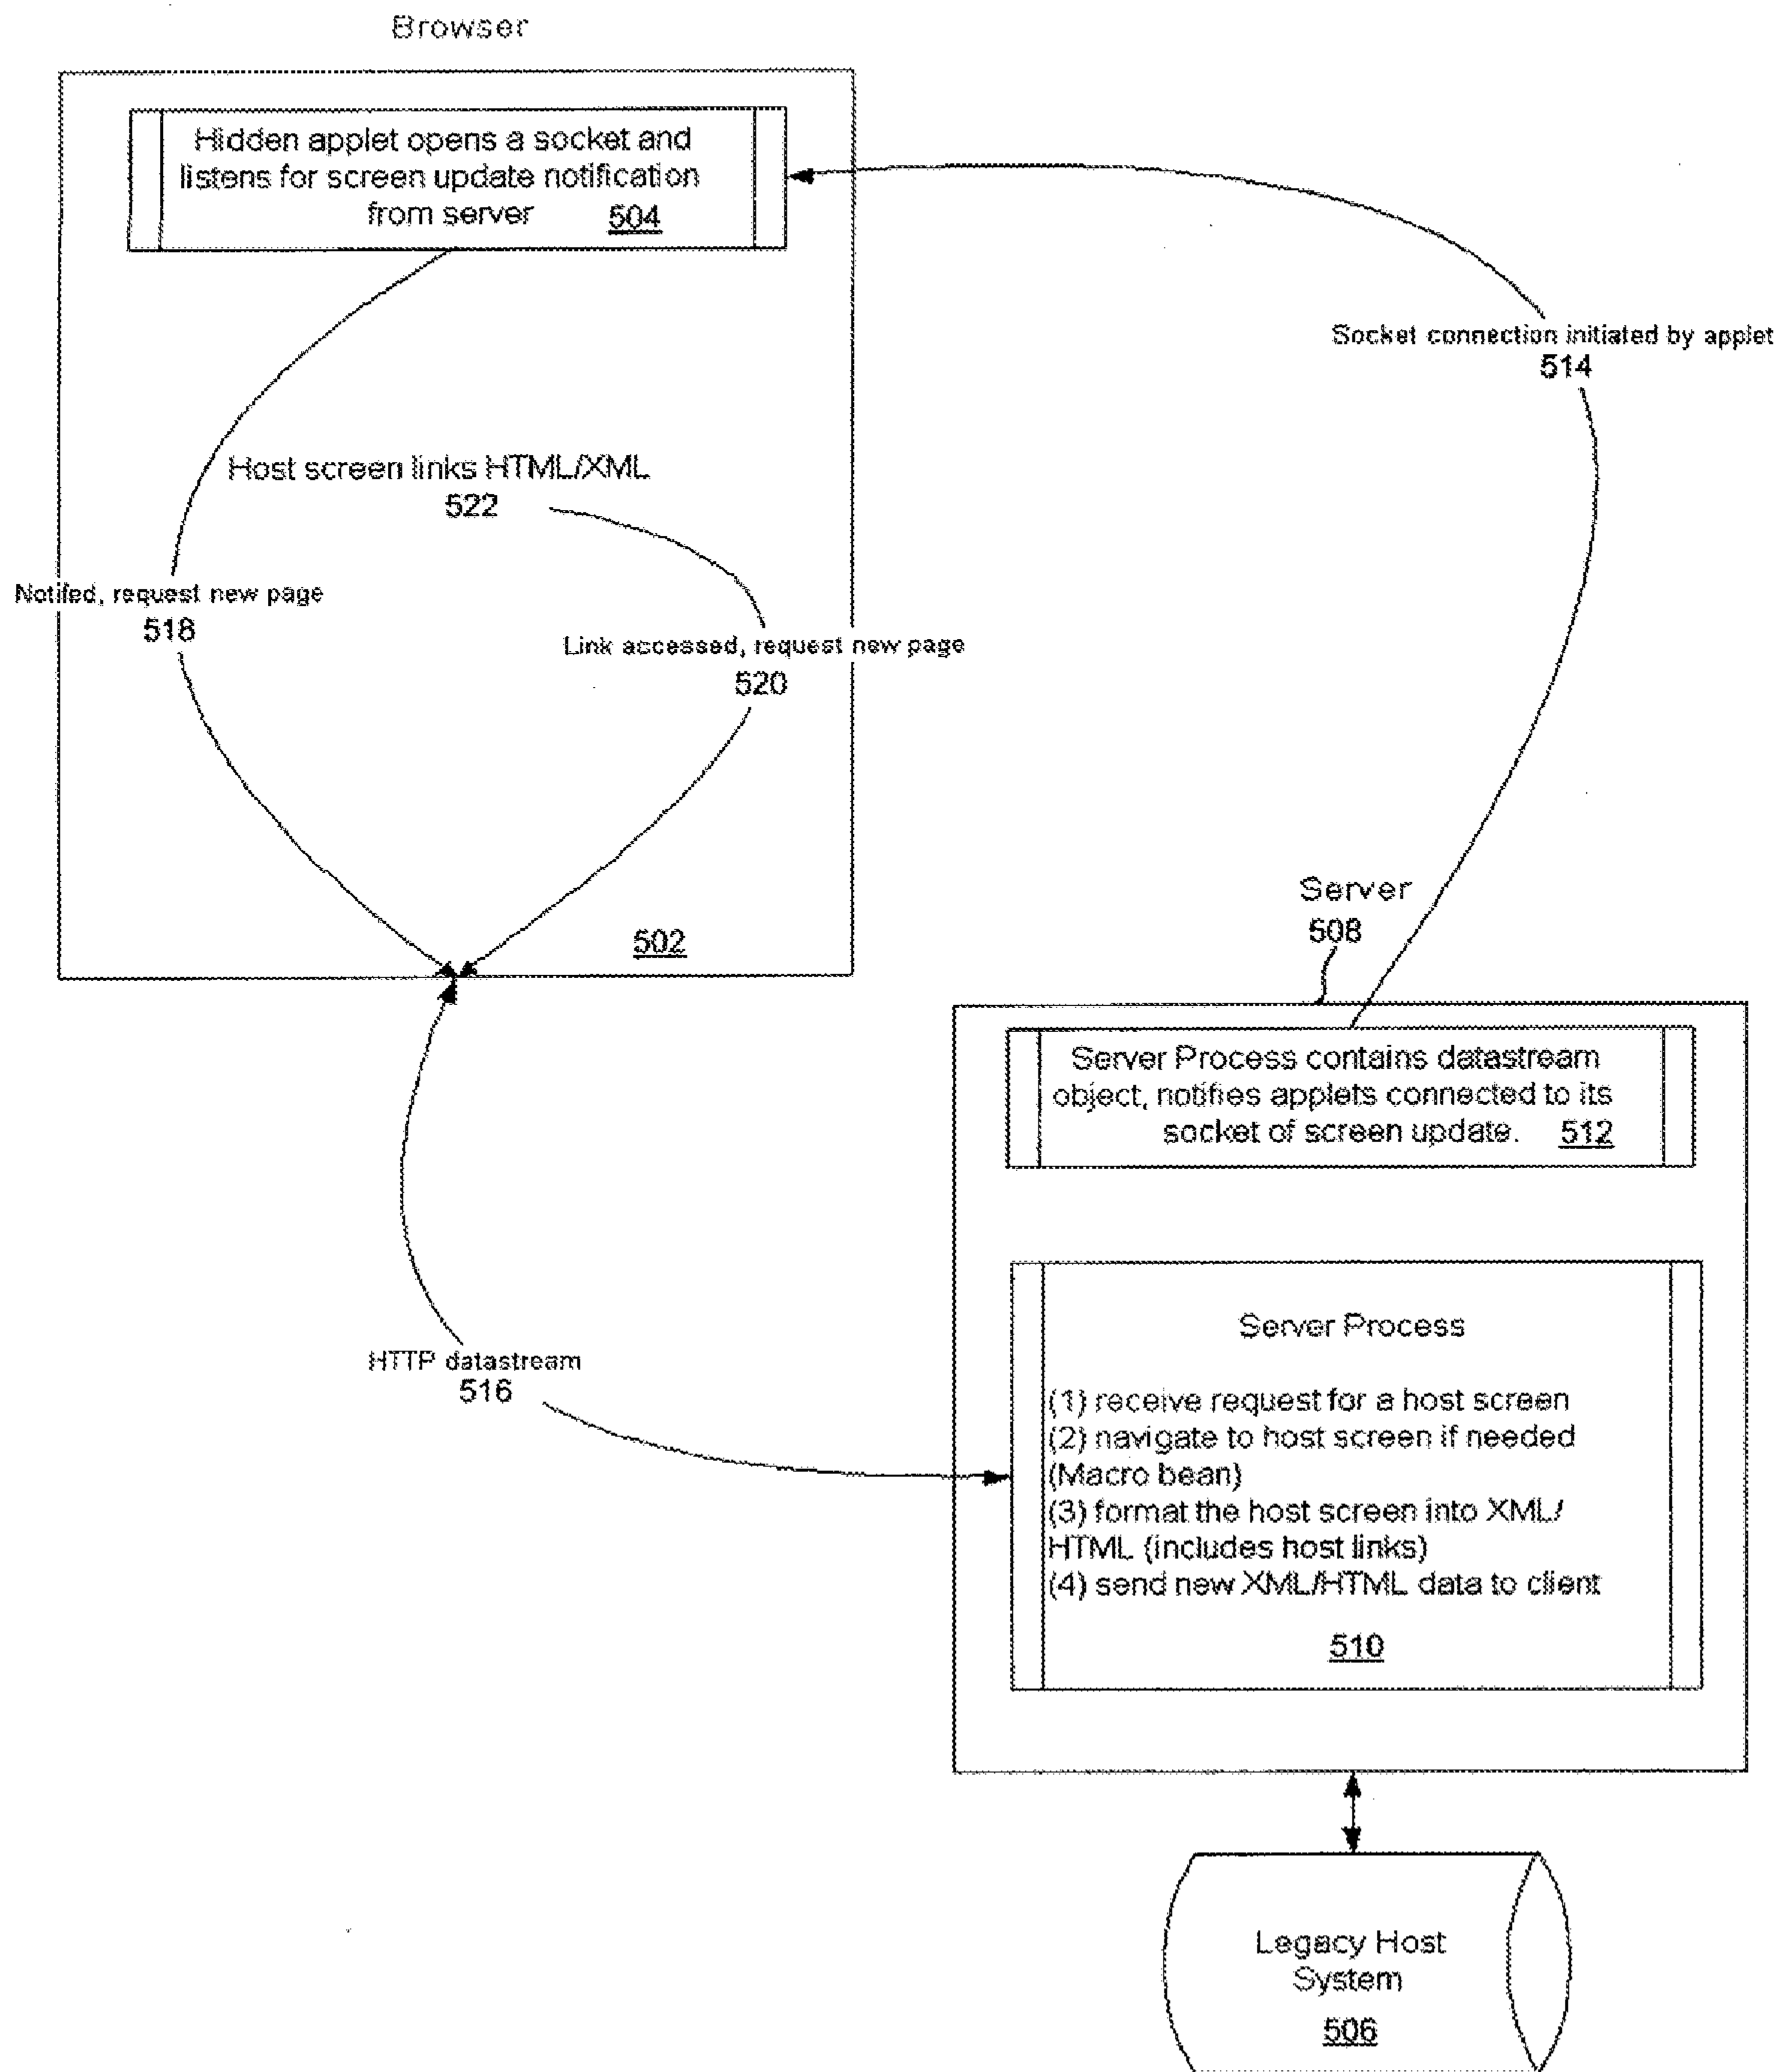 Browser
Hidden applet opens a socket and
listens for screen update notification
from server 504
Socket connection initiated by applet
514
Host screen links HTML/XML
522
Notifed, request new page
518
Link accessed, request new page
520
502
Server
508
Server Process contains datastream
object, notifies applets connected to its
socket of screen update. 512
HTTP datastream
516
Server Process
(1) receive request for a host screen
(2) navigate to host screen if needed
(Macro bean)
(3) format the host screen into XML/
HTML (includes host links)
(4) send new XML/HTML data to client
510
Legacy Host
System
506